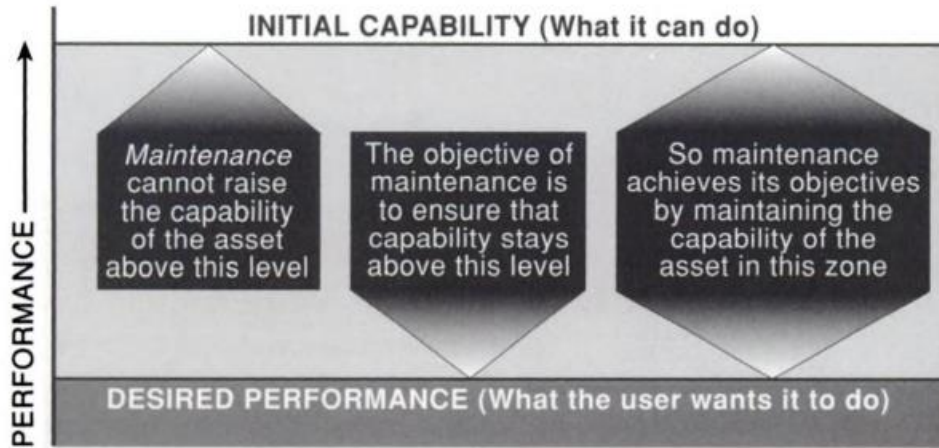 INITIAL CAPABILITY (What it can do)
Maintenance
cannot raise
the capability
of the asset
above this level
The objective of
maintenance is
to ensure that
capability stays
above this level
So maintenance
achieves its objectives
by maintaining the
capability of the
asset in this zone
DESIRED PERFORMANCE (What the user wants it to do)
PERFORMANCE